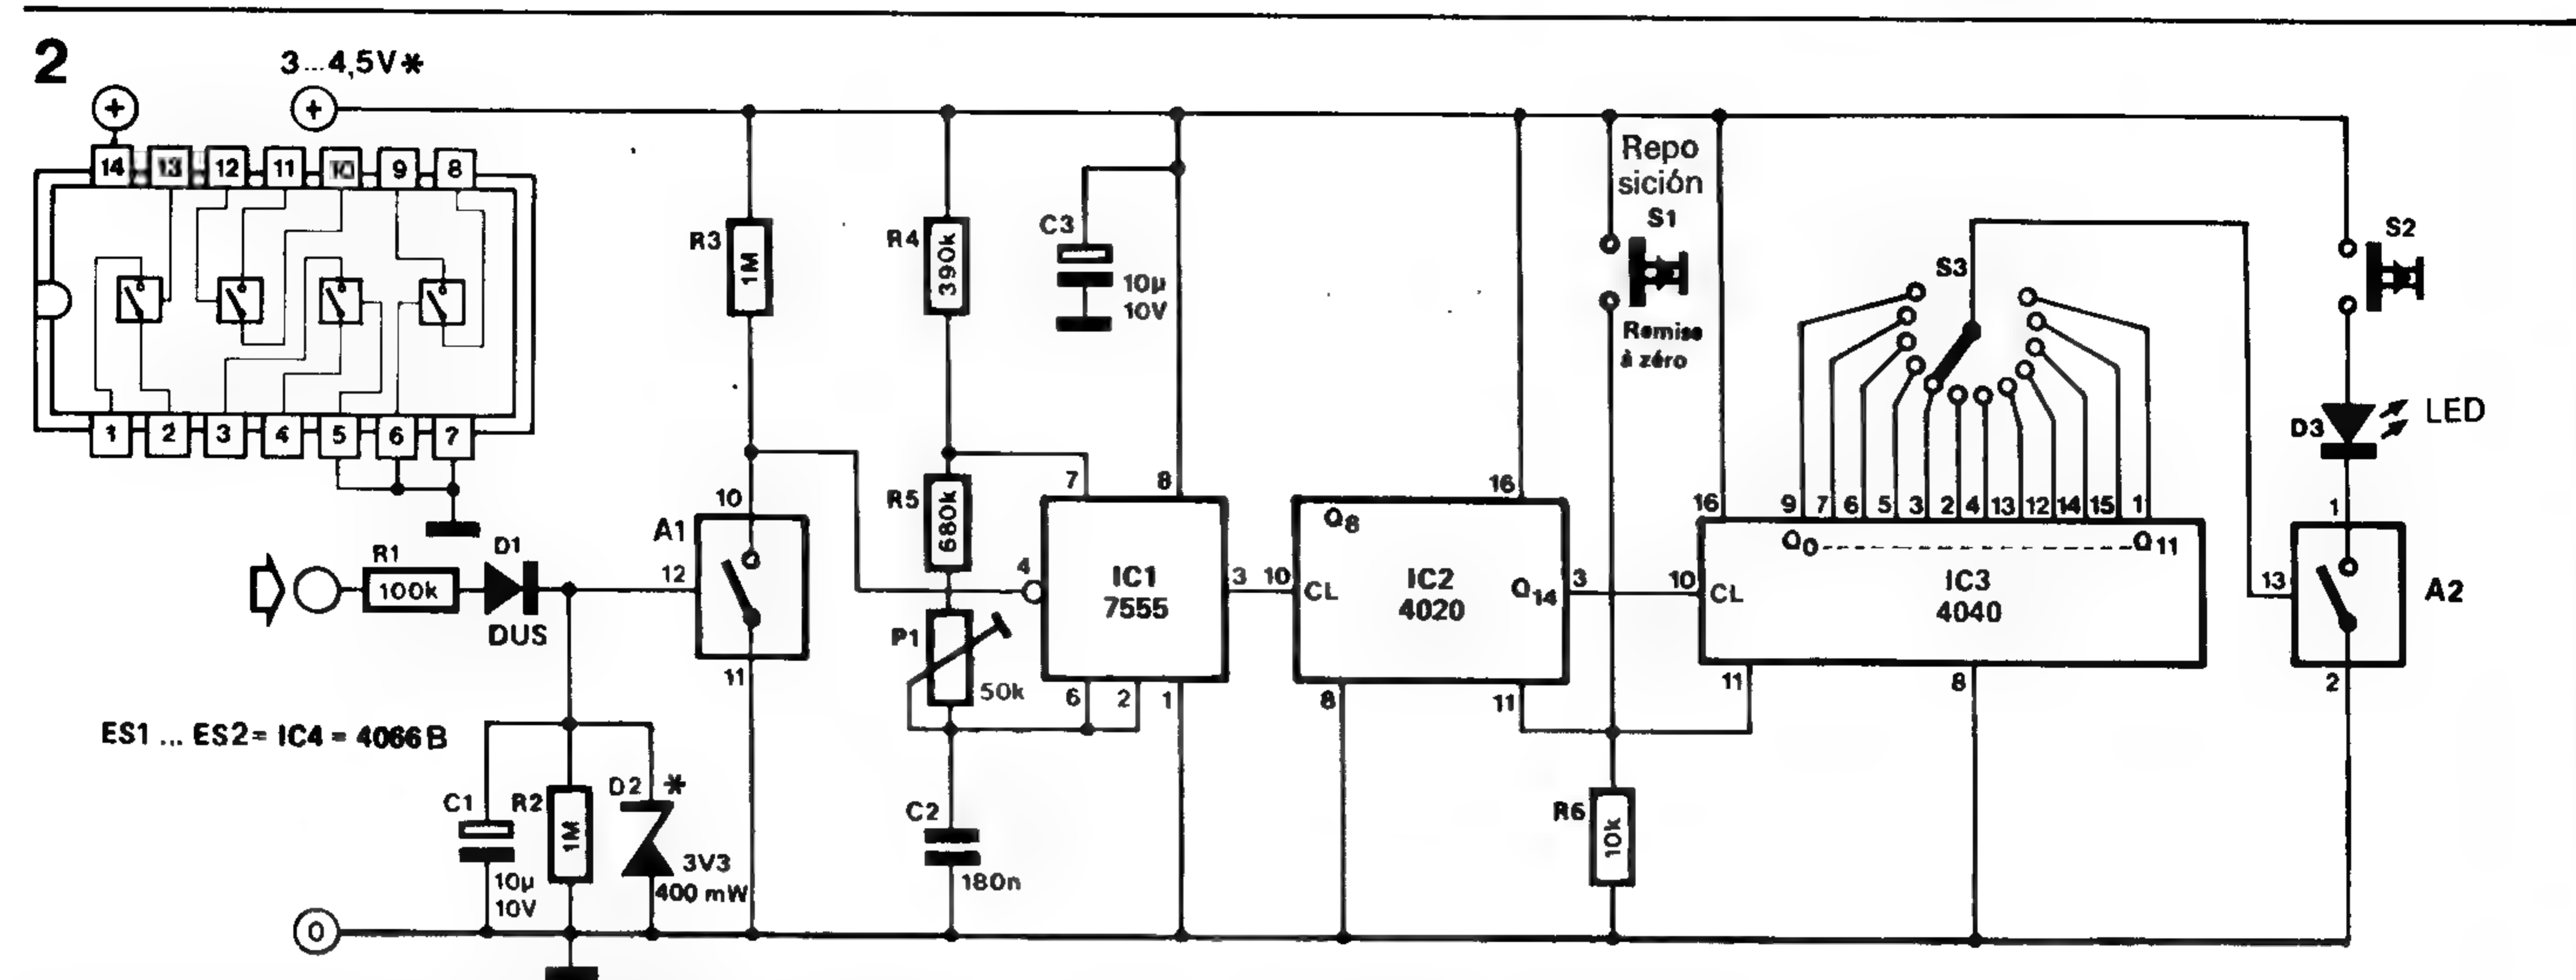 2
3...4,5V*
+
+
14 13 12 11 10 9 8
1 2 3 4 5 6 7
R1
100k
D1
DUS
ES1 ... ES2 = IC4 = 4066 B
C1
10µ
10V
R2
1M
D2 *
3V3
400 mW
0
R3
1M
A1
10
12
11
R4
390k
R5
680k
P1
50k
C2
180n
C3
10µ
10V
7
8
4
IC1
7555
3
6
2
1
16
Q8
10
CL
IC2
4020
Q14
3
8
11
Repo
sición
S1
Remise
à zéro
R6
10k
S3
16
9 7 6 5 3 2 4 13 12 14 15 1
Q0 - - - - - - - - - - Q11
10
CL
IC3
4040
11
8
S2
D3
LED
1
13
A2
2